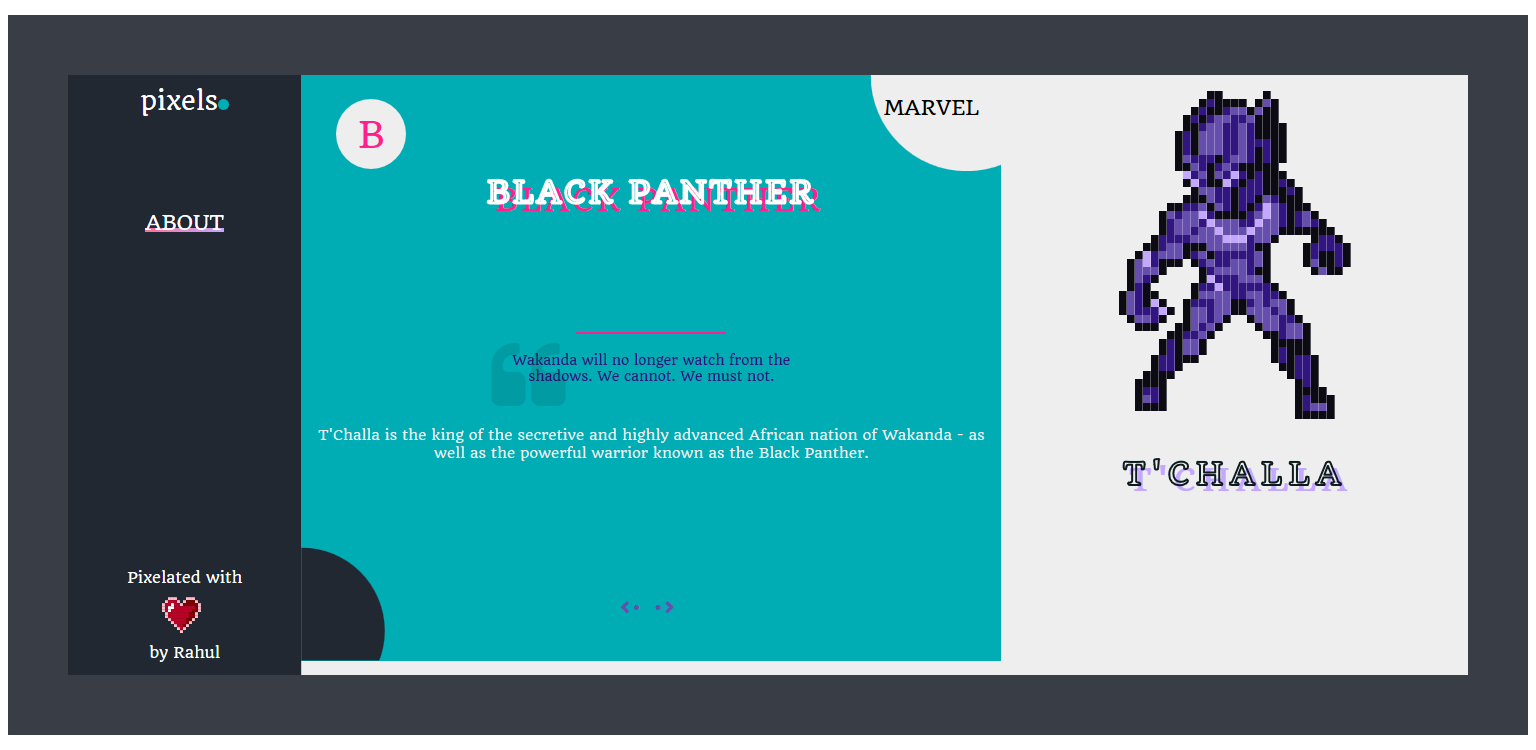 pixels
ABOUT
Pixelated with
by Rahul
B
MARVEL
BLACK PANTHER
Wakanda will no longer watch from the
shadows. We cannot. We must not.
T'Challa is the king of the secretive and highly advanced African nation of Wakanda - as
well as the powerful warrior known as the Black Panther.
T'CHALLA